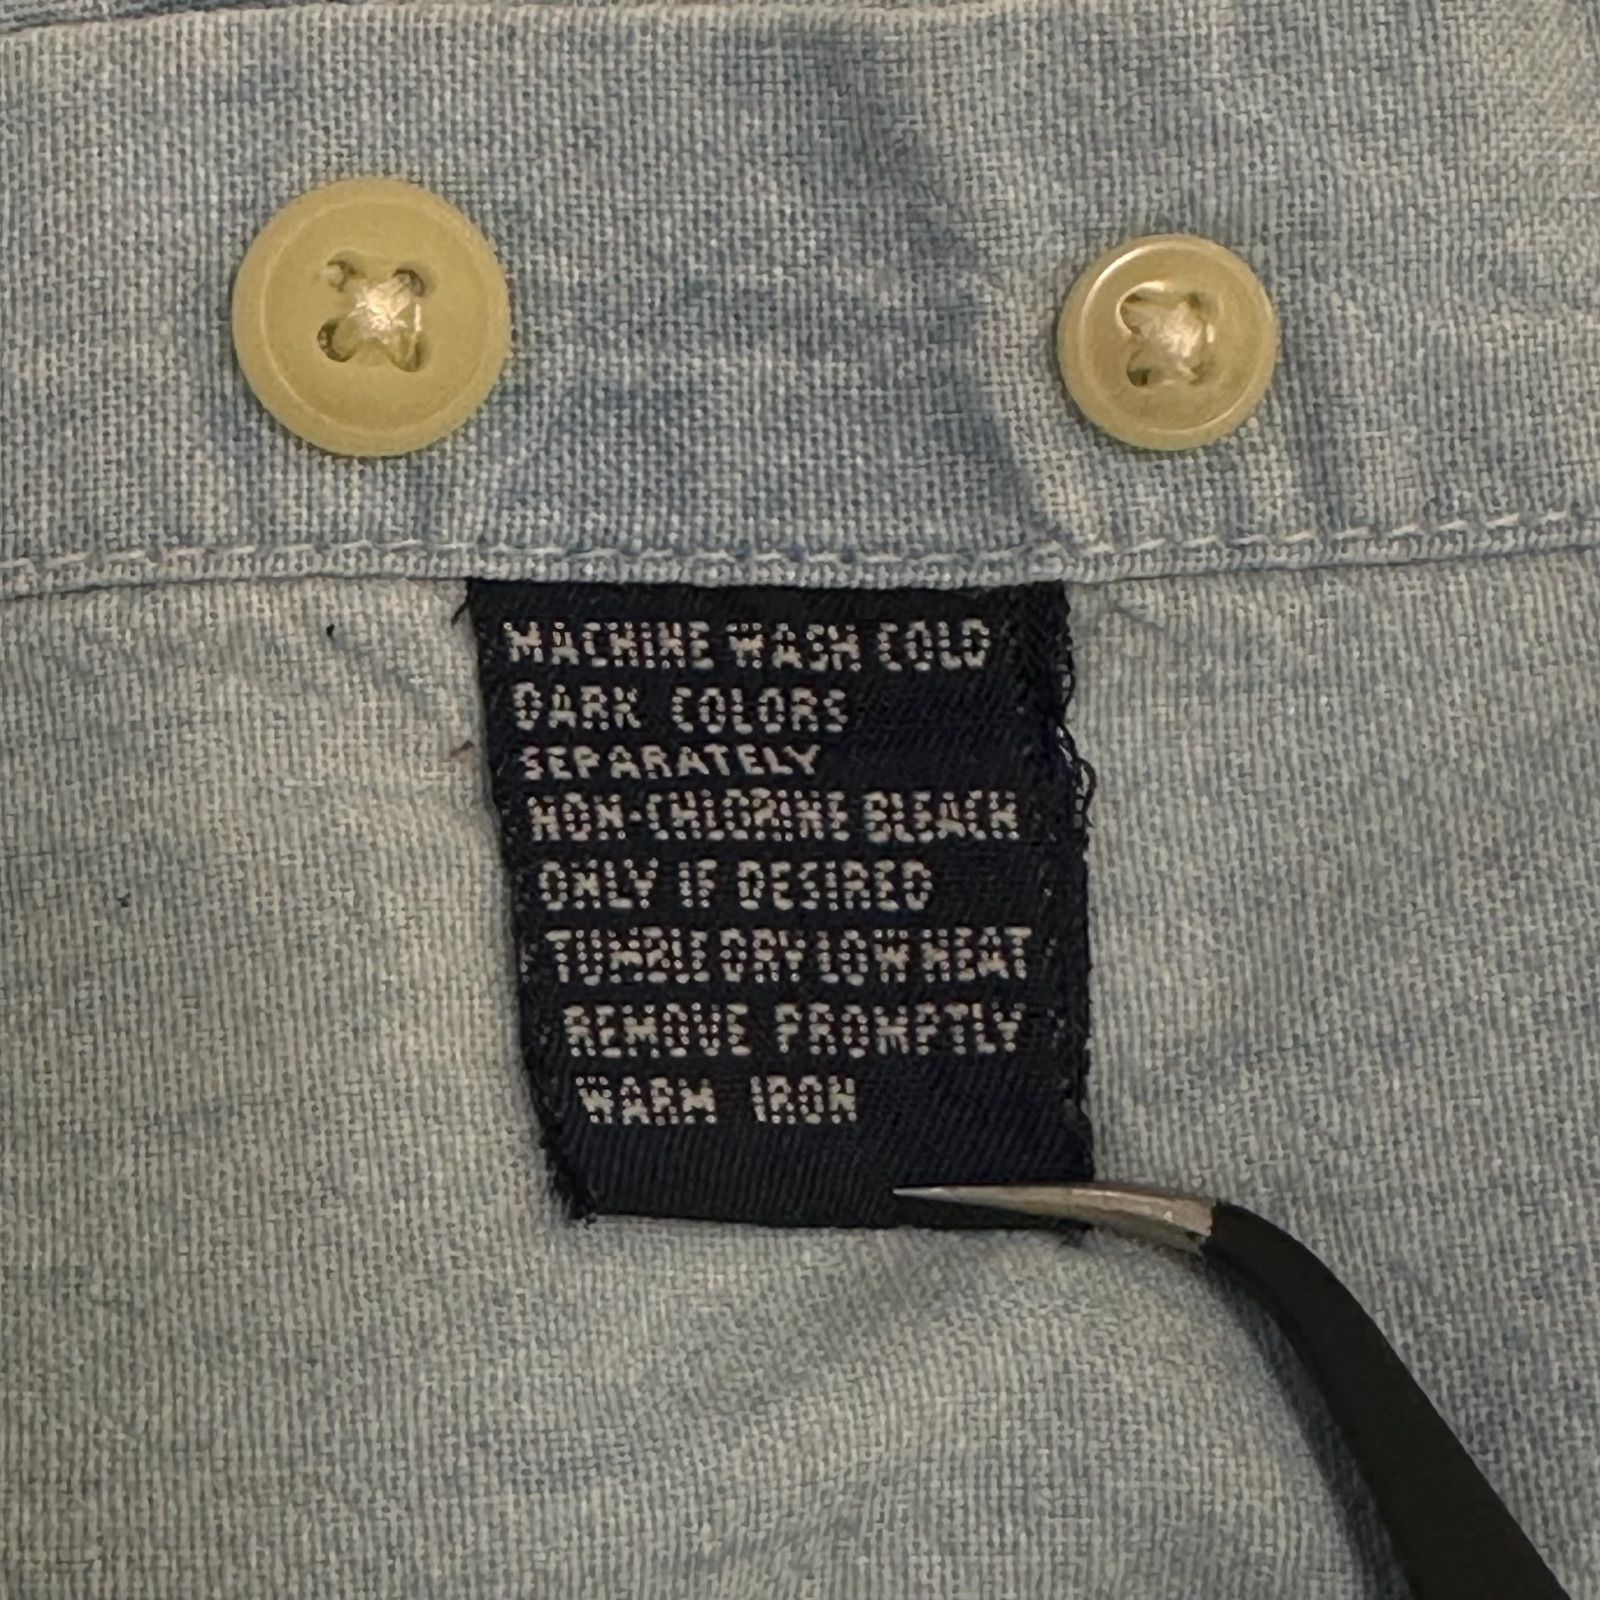 MACHINE WASH COLD
DARK COLORS
SEPARATELY
NON-CHLORINE BLEACH
ONLY IF DESIRED
TUMBLE DRY LOW HEAT
REMOVE PROMPTLY
WARM IRON